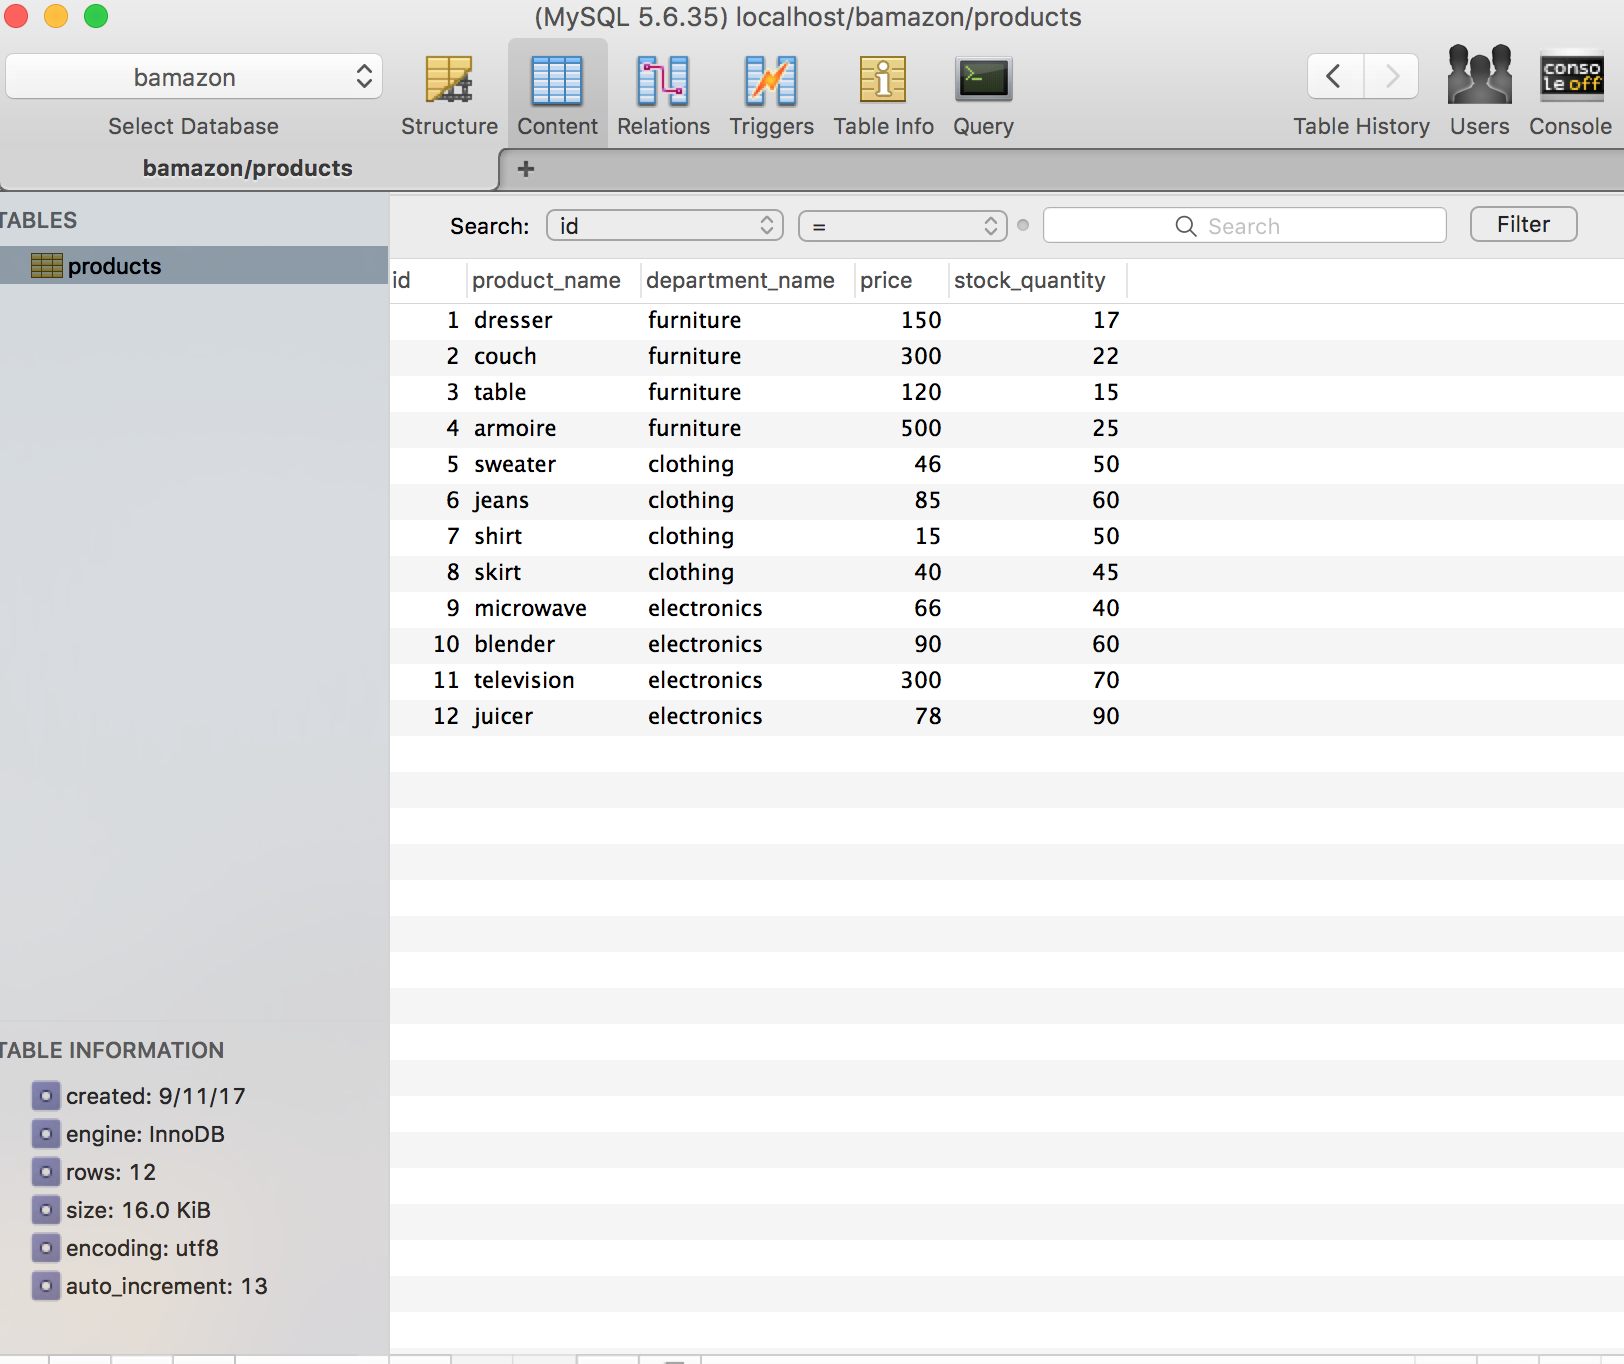 (MySQL 5.6.35) localhost/bamazon/products
bamazon
Select Database
Structure
Content
Relations
Triggers
Table Info
Query
Table History
Users
conso
le off
Console
bamazon/products
+
TABLES
products
Search: id = Search Filter
id product_name department_name price stock_quantity
1 dresser furniture 150 17
2 couch furniture 300 22
3 table furniture 120 15
4 armoire furniture 500 25
5 sweater clothing 46 50
6 jeans clothing 85 60
7 shirt clothing 15 50
8 skirt clothing 40 45
9 microwave electronics 66 40
10 blender electronics 90 60
11 television electronics 300 70
12 juicer electronics 78 90
TABLE INFORMATION
created: 9/11/17
engine: InnoDB
rows: 12
size: 16.0 KiB
encoding: utf8
auto_increment: 13